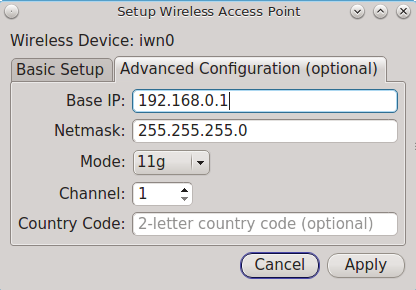 Setup Wireless Access Point
Wireless Device: iwn0
Basic Setup Advanced Configuration (optional)
Base IP: 192.168.0.1
Netmask: 255.255.255.0
Mode: 11g
Channel: 1
Country Code: 2-letter country code (optional)
Cancel Apply